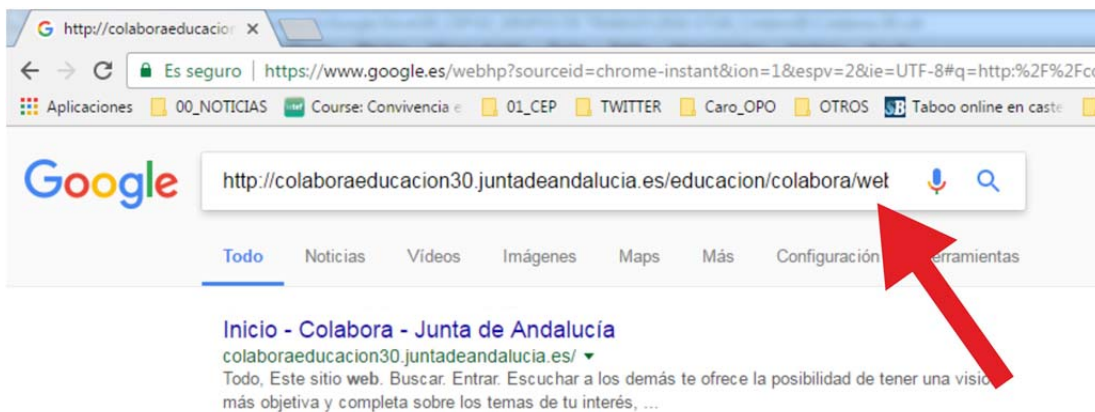 http://colaboraeducacion
Es seguro | https://www.google.es/webhp?sourceid=chrome-instant&ion=1&espv=2&ie=UTF-8#q=http:%2F%2Fc
Aplicaciones 00_NOTICIAS Course: Convivencia e 01_CEP TWITTER Caro_OPO OTROS Taboo online en caste
Google http://colaboraeducacion30.juntadeandalucia.es/educacion/colabora/web
Todo Noticias Vídeos Imágenes Maps Más Configuración
Inicio - Colabora - Junta de Andalucía
colaboraeducacion30.juntadeandalucia.es/
Todo, Este sitio web. Buscar. Entrar. Escuchar a los demás te ofrece la posibilidad de tener una visión
más objetiva y completa sobre los temas de tu interés, ...